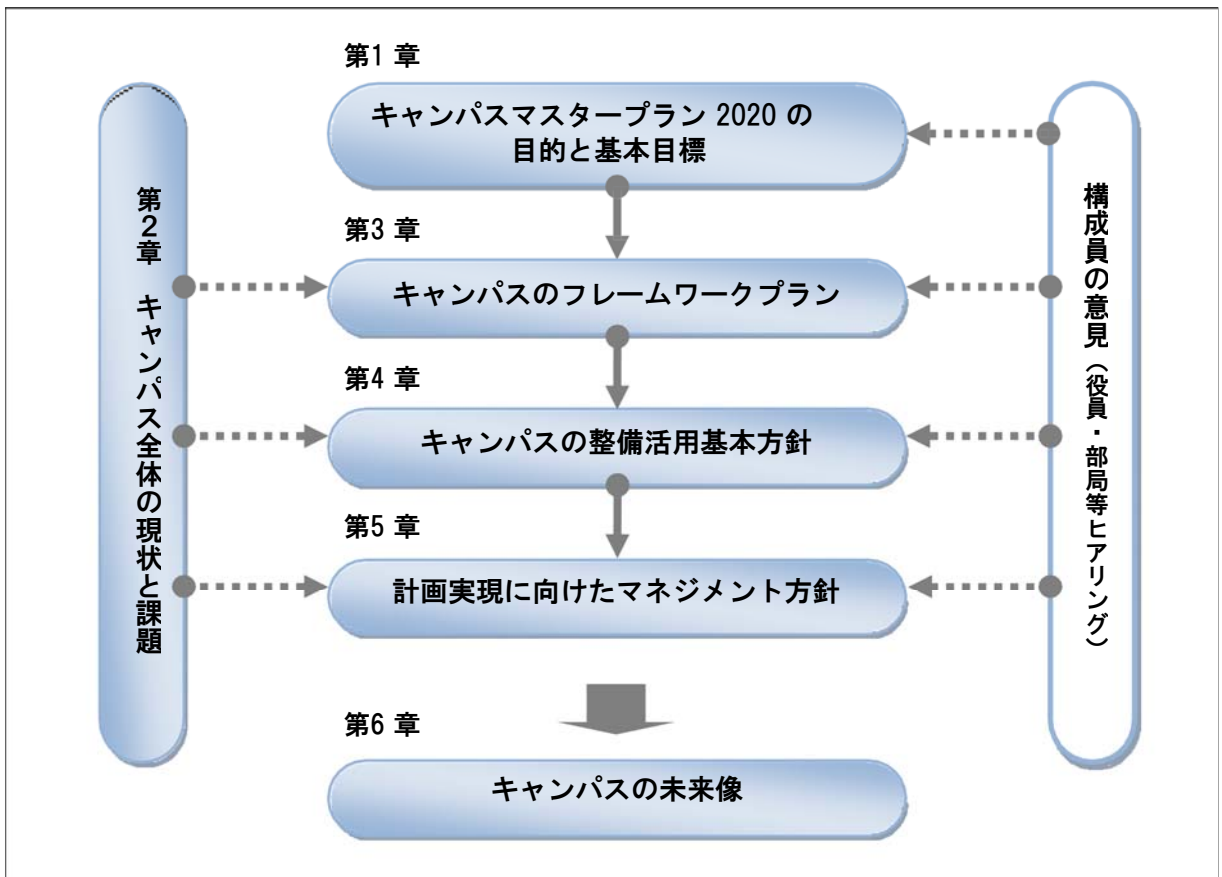 第1 章
キャンパスマスタープラン 2020 の
目的と基本目標
第2章　キャンパス全体の現状と課題
第3 章
キャンパスのフレームワークプラン
第4 章
キャンパスの整備活用基本方針
第5 章
計画実現に向けたマネジメント方針
第6 章
キャンパスの未来像
構成員の意見（役員・部局等ヒアリング）